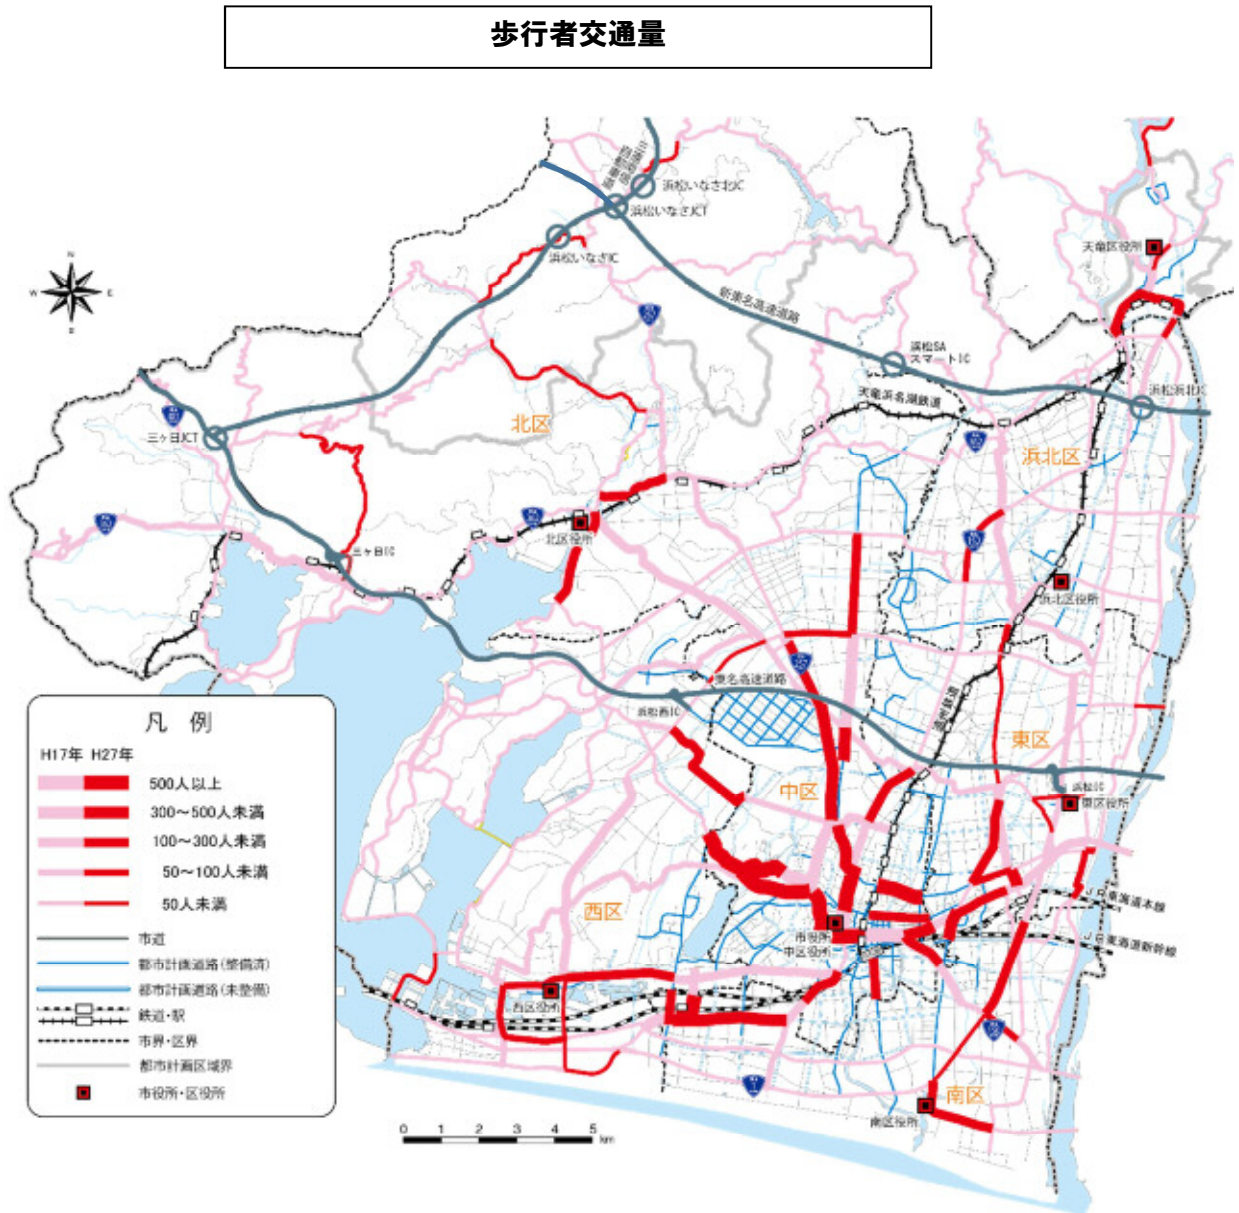 歩行者交通量
N
W
E
S
浜松いなさ北IC
浜松いなさJCT
浜松いなさIC
新東名高速道路
天竜区役所
浜松SA
スマートIC
浜松浜北IC
天竜浜名湖鉄道
三ヶ日JCT
北区
浜北区
北区役所
三ヶ日IC
浜北区役所
東名高速道路
浜松西IC
遠州鉄道
東区
浜松IC
東区役所
中区
西区
市役所
中区役所
JR東海道本線
JR東海道新幹線
西区役所
南区
南区役所
1
凡 例
H17年 H27年
500人以上
300～500人未満
100～300人未満
50～100人未満
50人未満
市道
都市計画道路(整備済)
都市計画道路(未整備)
鉄道・駅
市界・区界
都市計画区域界
市役所・区役所
0 1 2 3 4 5
km